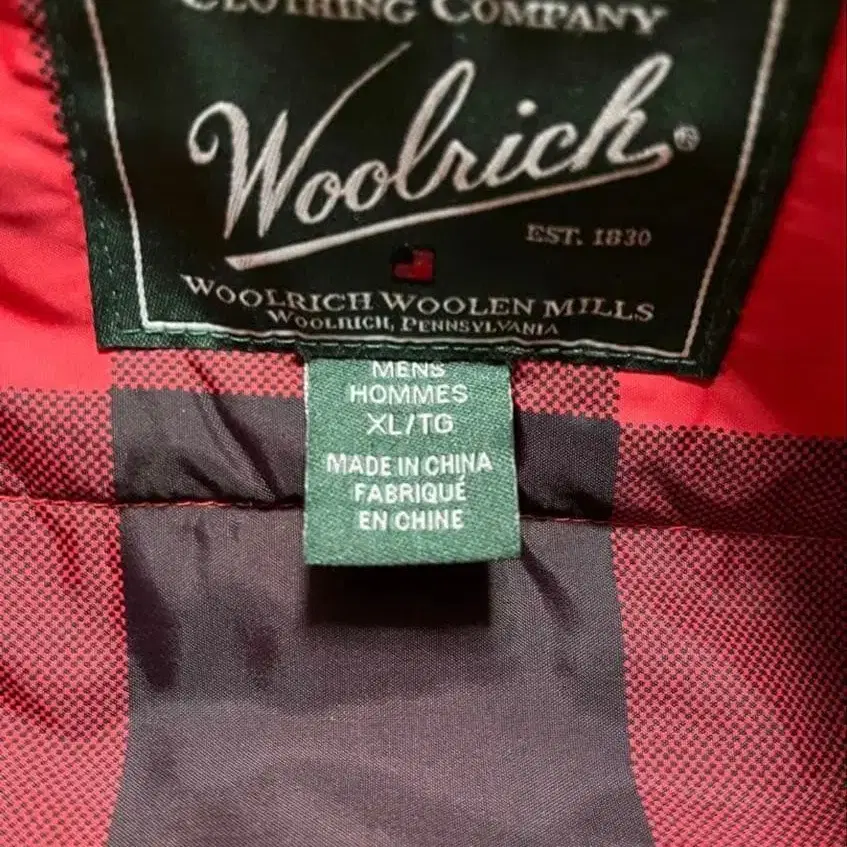 CLOTHING COMPANY
Woolrich®
EST. 1830
WOOLRICH WOOLEN MILLS
WOOLRICH, PENNSYLVANIA
MENS
HOMMES
XL/TG
MADE IN CHINA
FABRIQUÉ
EN CHINE